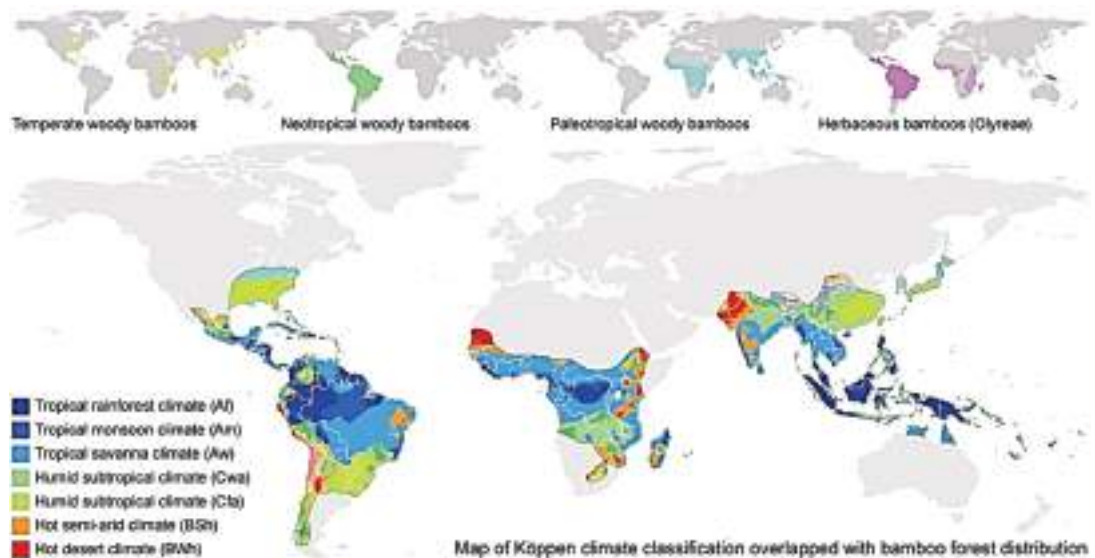 Temperate woody bamboos
Neotropical woody bamboos
Paleotropical woody bamboos
Herbaceous bamboos (Olyreae)
Tropical rainforest climate (Af)
Tropical monsoon climate (Am)
Tropical savanna climate (Aw)
Humid subtropical climate (Cwa)
Humid subtropical climate (Cfa)
Hot semi-arid climate (BSh)
Hot desert climate (BWh)
Map of Köppen climate classification overlapped with bamboo forest distribution